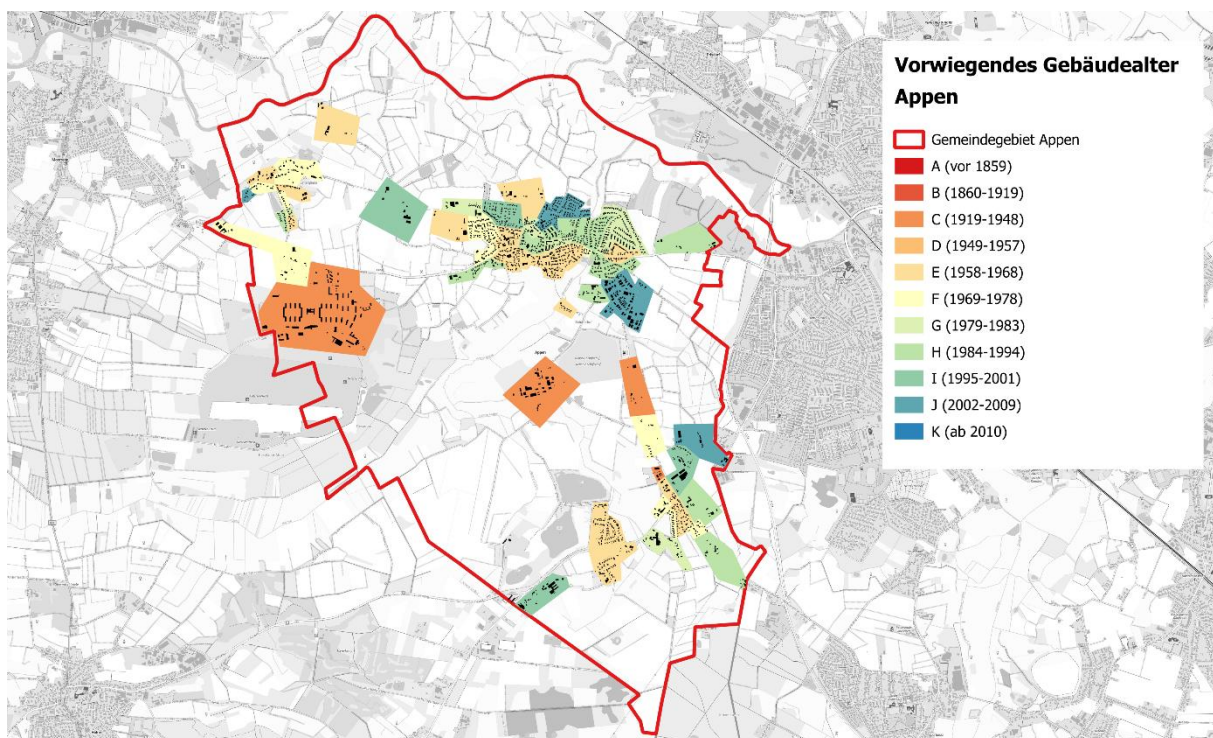 Vorwiegendes Gebäudealter
Appen
Gemeindegebiet Appen
A (vor 1859)
B (1860-1919)
C (1919-1948)
D (1949-1957)
E (1958-1968)
F (1969-1978)
G (1979-1983)
H (1984-1994)
I (1995-2001)
J (2002-2009)
K (ab 2010)
Appen